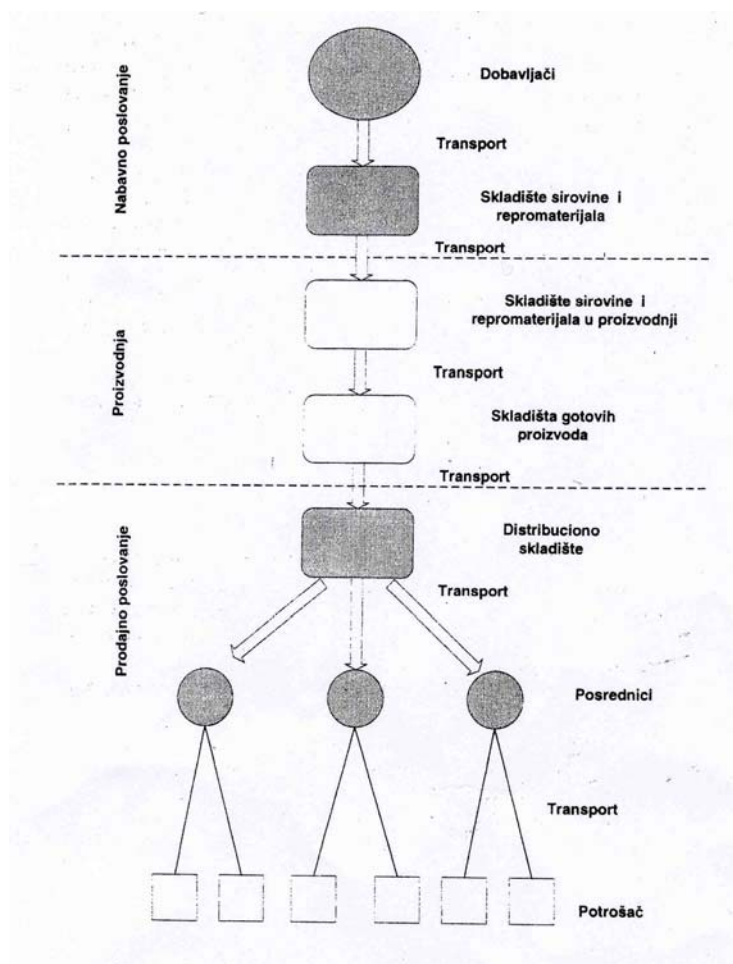 Nabavno poslovanje
Dobavljači
Transport
Skladište sirovine i
repromaterijala
Transport
Proizvodnja
Skladište sirovine i
repromaterijala u proizvodnji
Transport
Skladišta gotovih
proizvoda
Transport
Prodajno poslovanje
Distribuciono
skladište
Transport
Posrednici
Transport
Potrošač